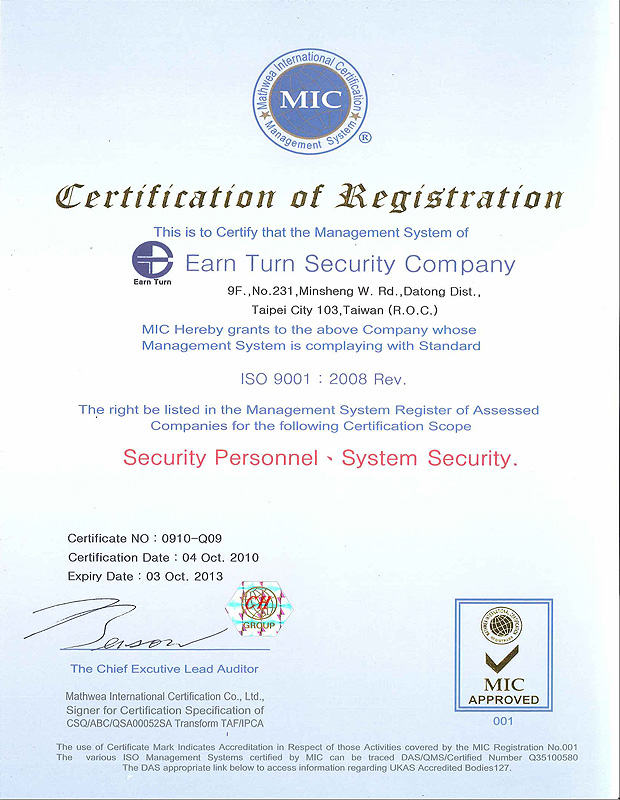 Mathwea International Certification
MIC
Management System
®
Certification of Registration
This is to Certify that the Management System of
Earn Turn
Earn Turn Security Company
9F.,No.231,Minsheng W. Rd.,Datong Dist.,
Taipei City 103,Taiwan (R.O.C.)
MIC Hereby grants to the above Company whose
Management System is complaying with Standard
ISO 9001：2008 Rev.
The right be listed in the Management System Register of Assessed
Companies for the following Certification Scope
Security Personnel、System Security.
Certificate NO：0910-Q09
Certification Date：04 Oct. 2010
Expiry Date：03 Oct. 2013
CH
GROUP
Benson
The Chief Excutive Lead Auditor
Mathwea International Certification Co., Ltd.,
Signer for Certification Specification of
CSQ/ABC/QSA00052SA Transform TAF/IPCA
MIC
APPROVED
001
The use of Certificate Mark Indicates Accreditation in Respect of those Activities covered by the MIC Registration No.001
The various ISO Management Systems certified by MIC can be traced DAS/QMS/Certified Number Q35100580
The DAS appropriate link below to access information regarding UKAS Accredited Bodies127.